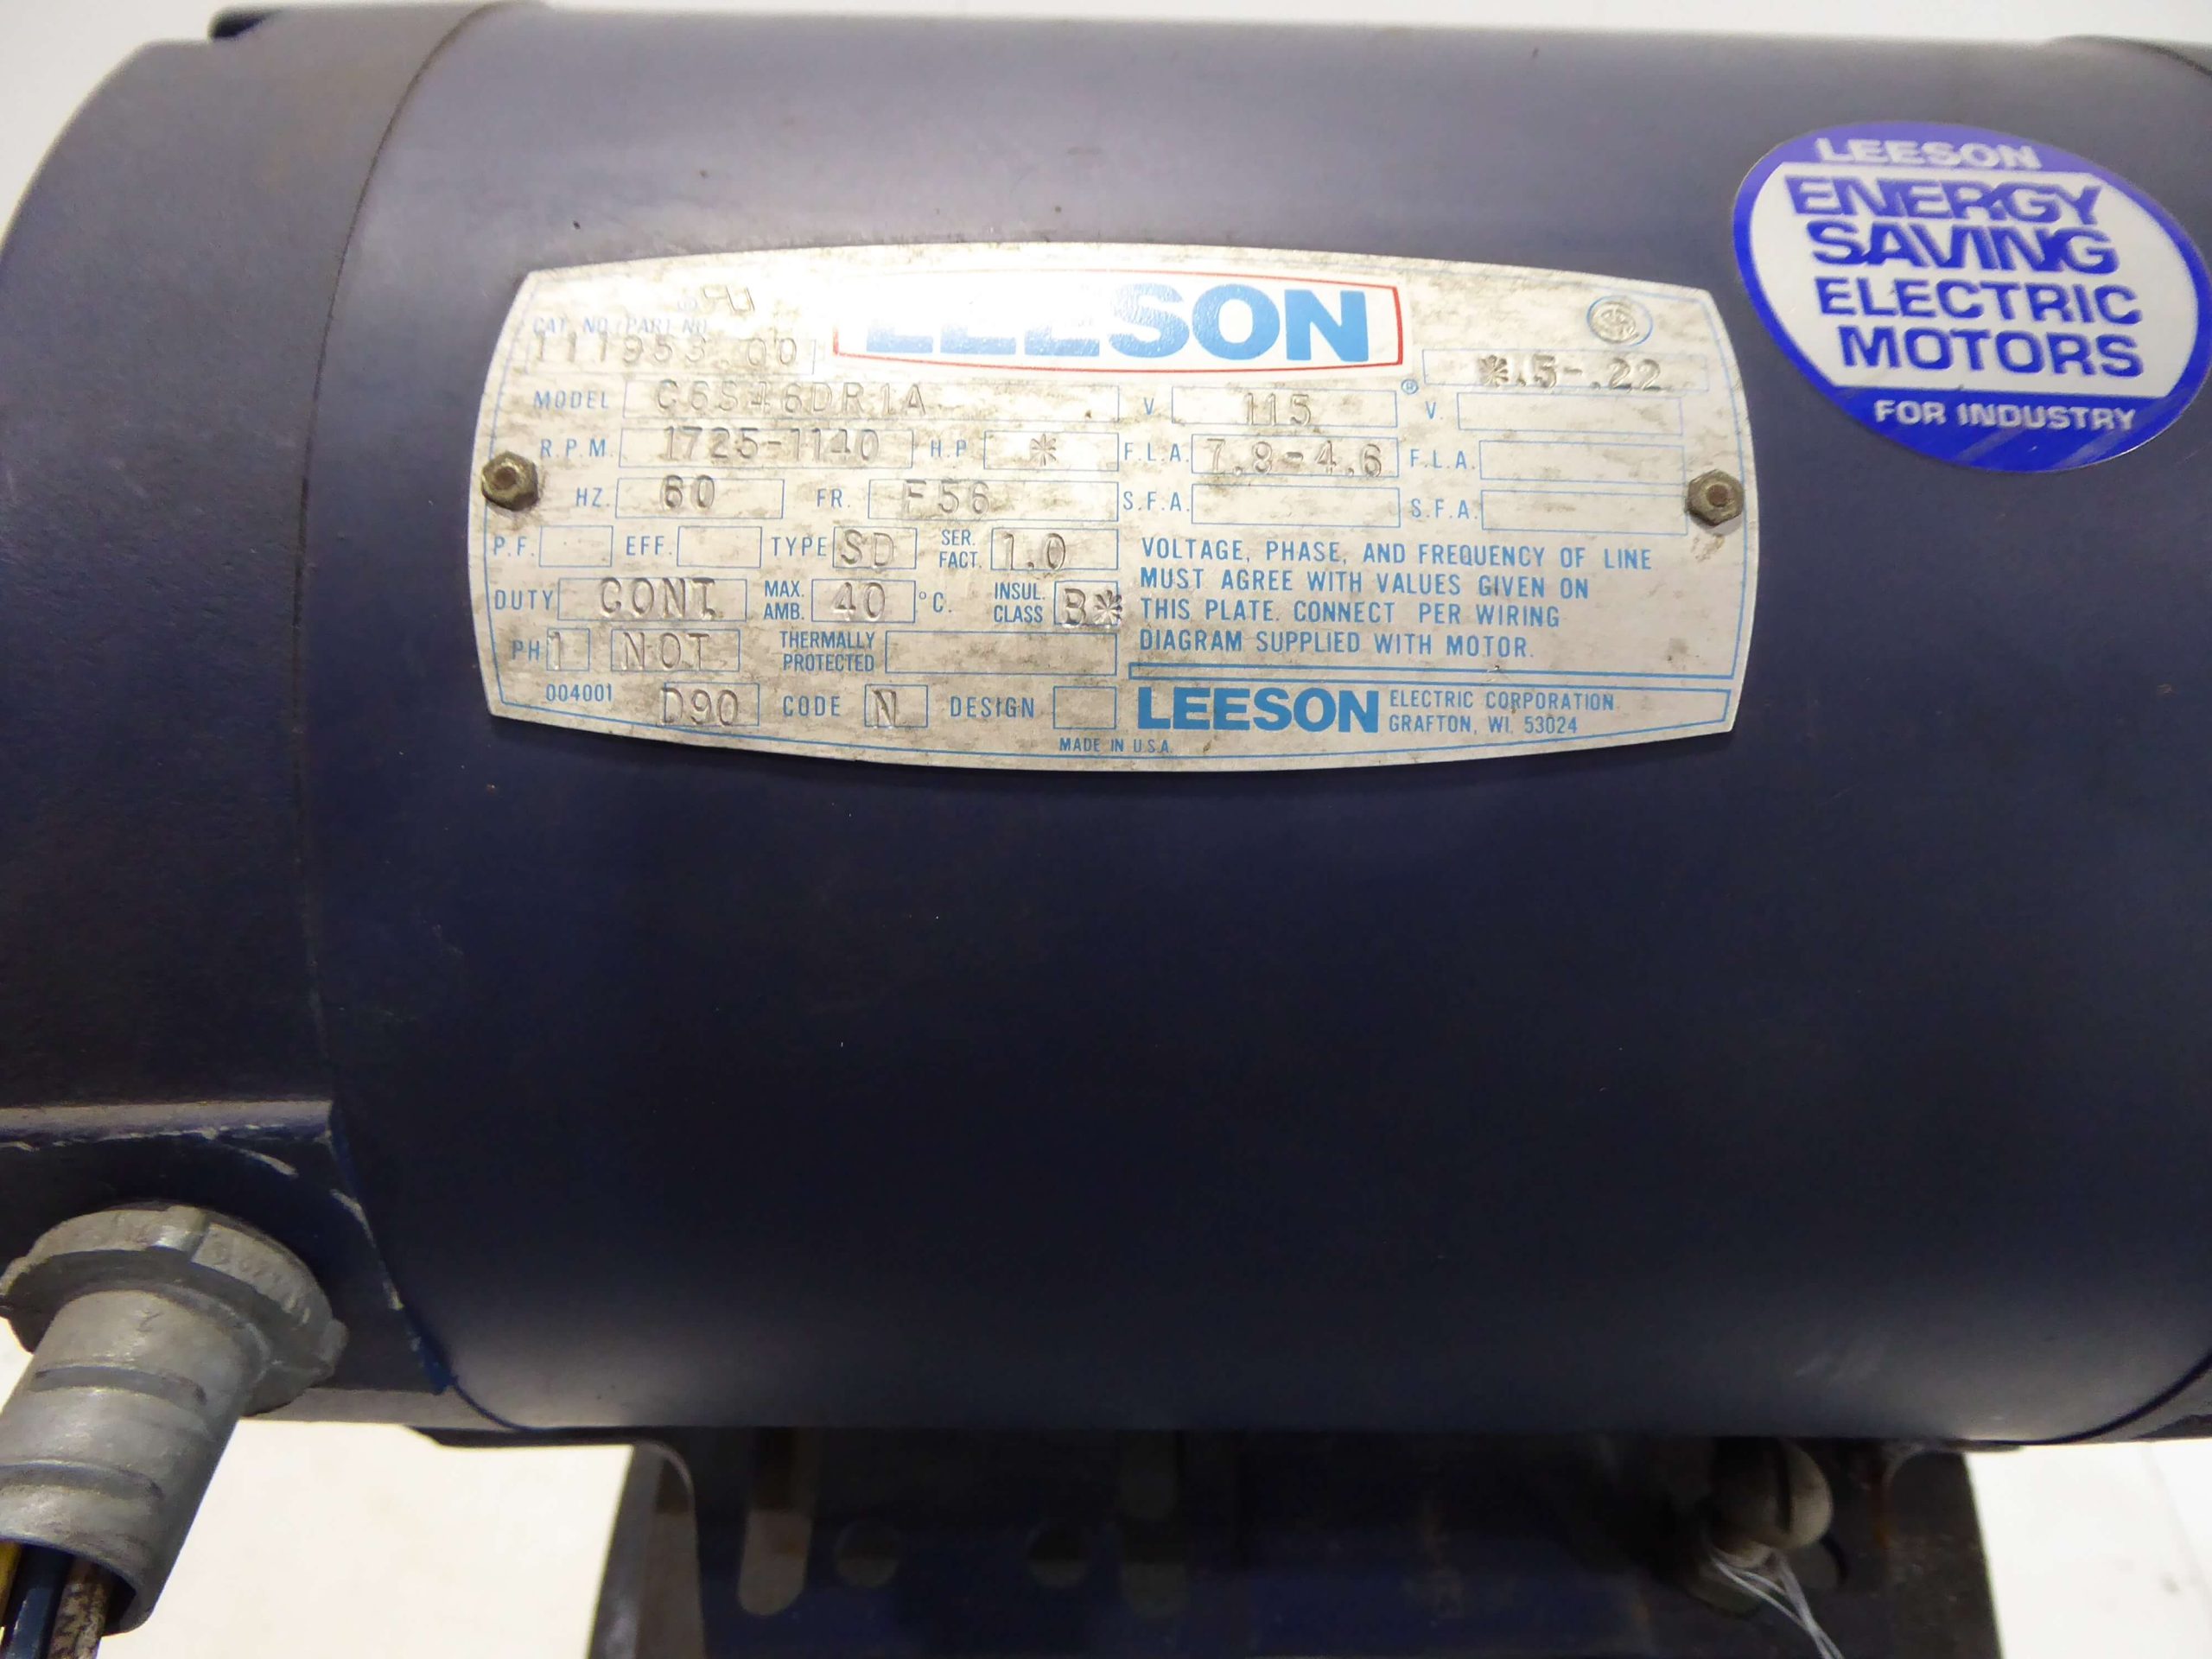 LEESON
ENERGY
SAVING
ELECTRIC
MOTORS
FOR INDUSTRY
LEESON ®
CAT. NO./PART NO.
111953.00
*.5-.22
MODEL C6S46DR1A V. 115 V.
R.P.M. 1725-1140 H.P. * F.L.A. 7.8-4.6 F.L.A.
HZ. 60 FR. F56 S.F.A. S.F.A.
P.F. EFF. TYPE SD SER. FACT. 1.0
DUTY CONT MAX. AMB. 40 °C. INSUL. CLASS B*
PH 1 NOT THERMALLY PROTECTED
VOLTAGE, PHASE, AND FREQUENCY OF LINE
MUST AGREE WITH VALUES GIVEN ON
THIS PLATE. CONNECT PER WIRING
DIAGRAM SUPPLIED WITH MOTOR.
004001 D90 CODE N DESIGN
LEESON ELECTRIC CORPORATION
GRAFTON, WI. 53024
MADE IN U.S.A.